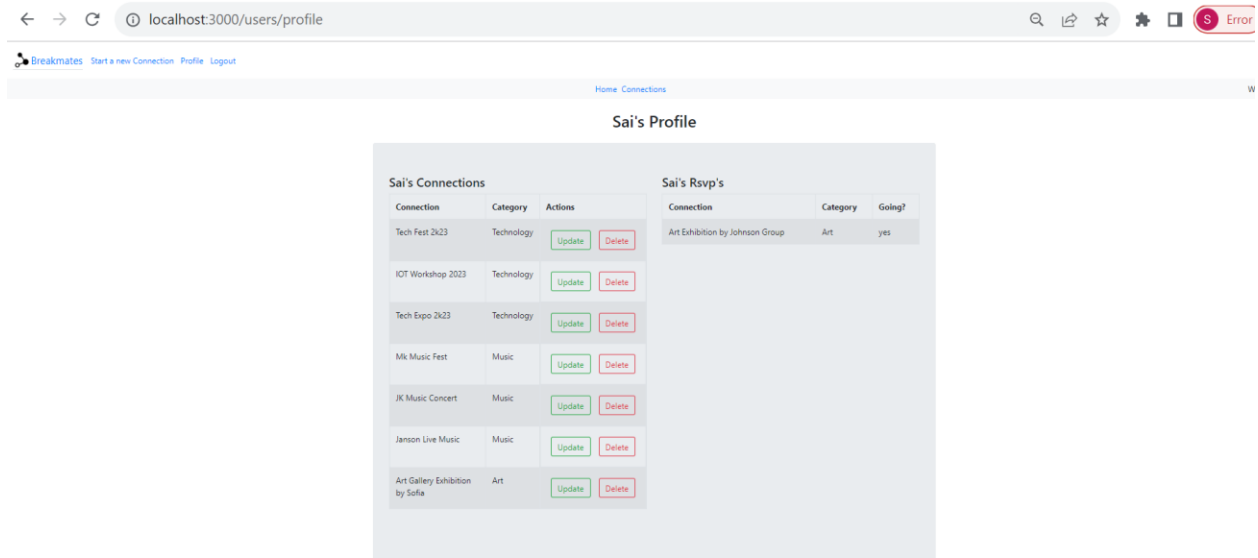 localhost:3000/users/profile
S Error
Breakmates Start a new Connection Profile Logout
Home Connections
W
Sai's Profile
Sai's Connections
Connection Category Actions
Tech Fest 2k23 Technology Update Delete
IOT Workshop 2023 Technology Update Delete
Tech Expo 2k23 Technology Update Delete
Mk Music Fest Music Update Delete
JK Music Concert Music Update Delete
Janson Live Music Music Update Delete
Art Gallery Exhibition Art Update Delete
by Sofia
Sai's Rsvp's
Connection Category Going?
Art Exhibition by Johnson Group Art yes